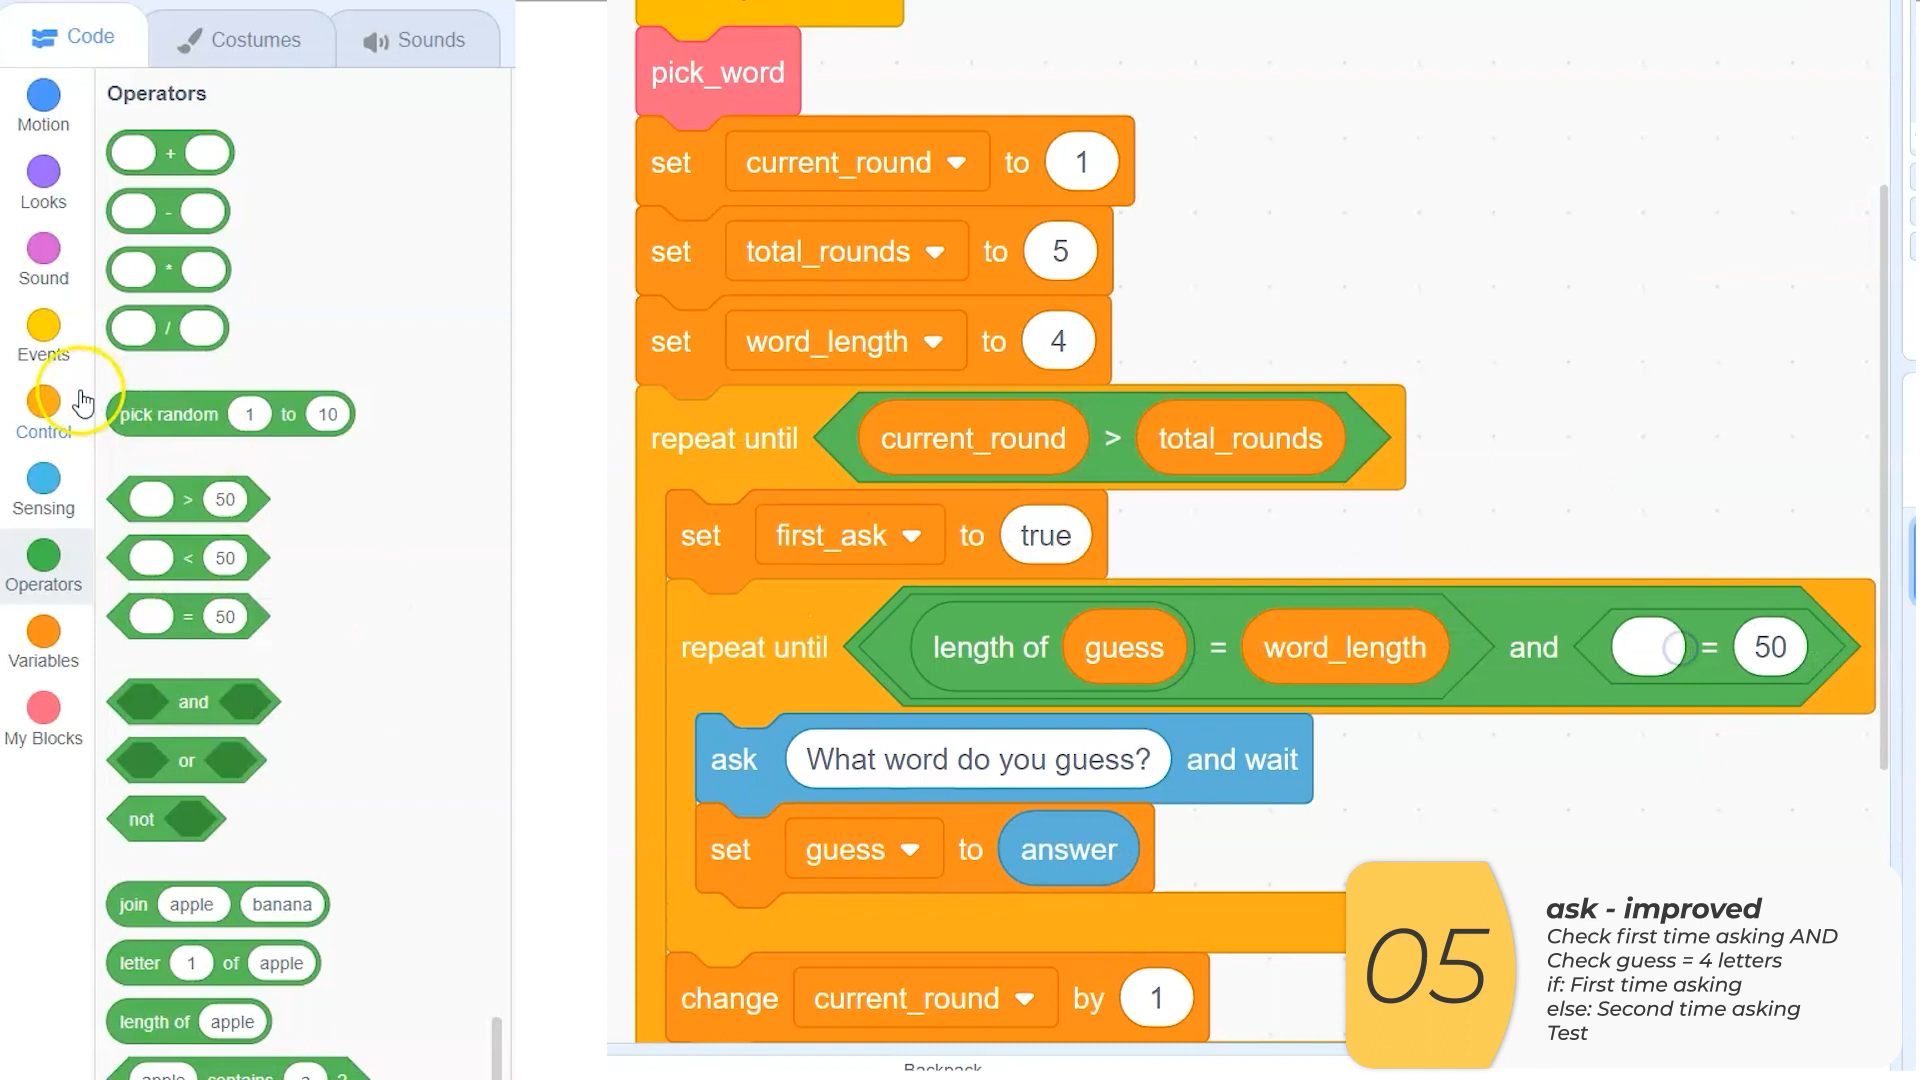 Code
Costumes
Sounds
Motion
Looks
Sound
Events
Control
Sensing
Operators
Variables
My Blocks
Operators
+
-
*
/
pick random 1 to 10
> 50
< 50
= 50
and
or
not
join apple banana
letter 1 of apple
length of apple
apple contains a ?
pick_word
set current_round to 1
set total_rounds to 5
set word_length to 4
repeat until current_round > total_rounds
set first_ask to true
repeat until length of guess = word_length and = 50
ask What word do you guess? and wait
set guess to answer
change current_round by 1
Backpack
05
ask - improved
Check first time asking AND
Check guess = 4 letters
if: First time asking
else: Second time asking
Test